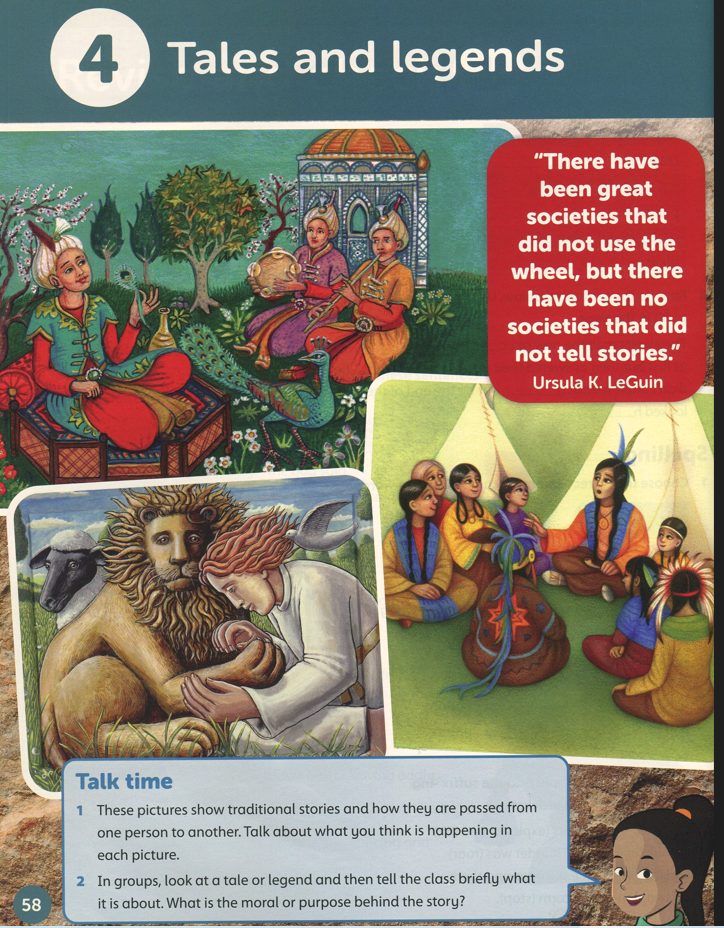 4 Tales and legends
“There have
been great
societies that
did not use the
wheel, but there
have been no
societies that did
not tell stories.”
Ursula K. LeGuin
Talk time
1 These pictures show traditional stories and how they are passed from
one person to another. Talk about what you think is happening in
each picture.
2 In groups, look at a tale or legend and then tell the class briefly what
it is about. What is the moral or purpose behind the story?
58